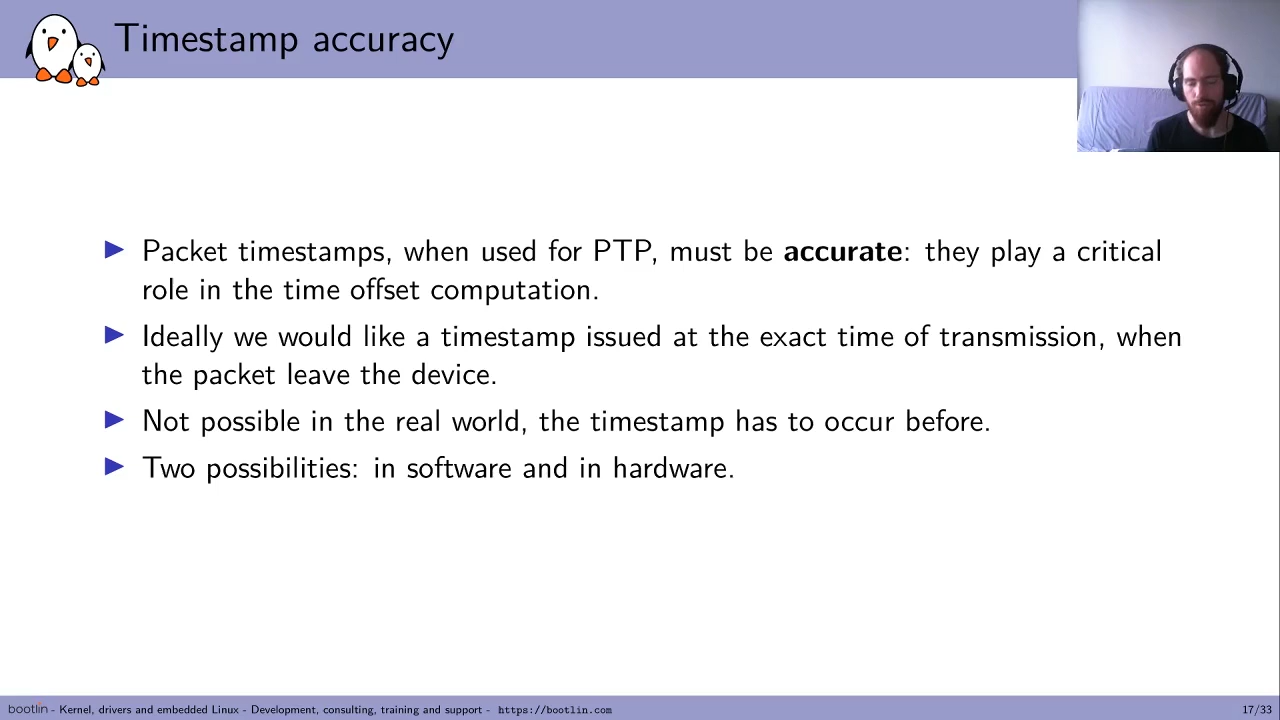 Timestamp accuracy
Packet timestamps, when used for PTP, must be accurate: they play a critical
role in the time offset computation.
Ideally we would like a timestamp issued at the exact time of transmission, when
the packet leave the device.
Not possible in the real world, the timestamp has to occur before.
Two possibilities: in software and in hardware.
bootlin - Kernel, drivers and embedded Linux - Development, consulting, training and support - https://bootlin.com
17/33